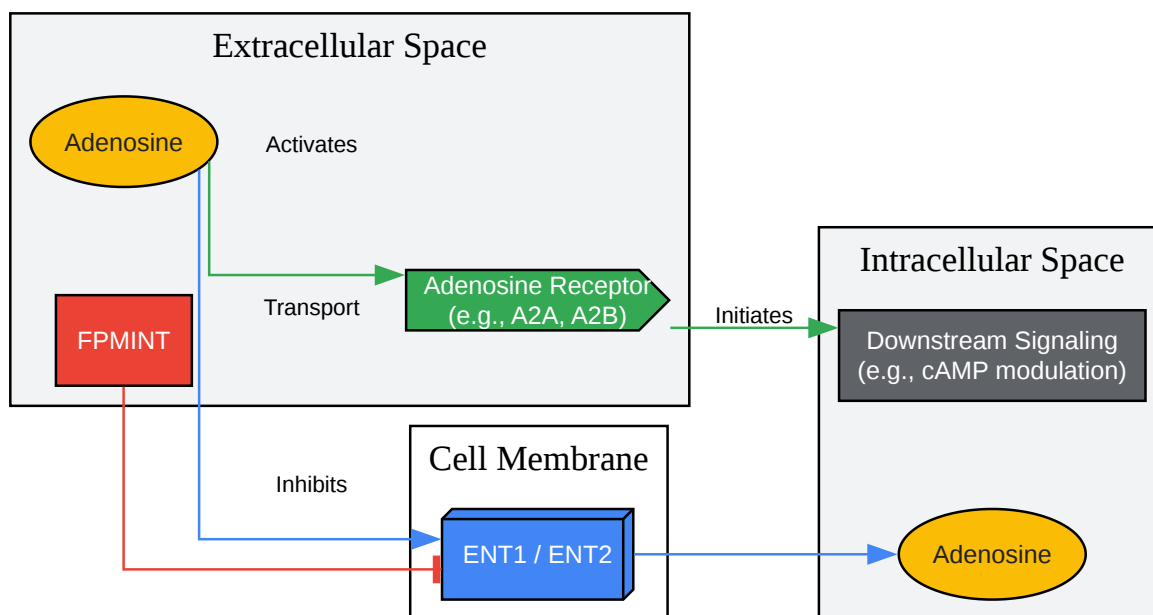 Extracellular Space
Adenosine
Activates
Adenosine Receptor
(e.g., A2A, A2B)
Transport
FPMINT
Initiates
Intracellular Space
Downstream Signaling
(e.g., cAMP modulation)
Cell Membrane
Inhibits
ENT1 / ENT2
Adenosine